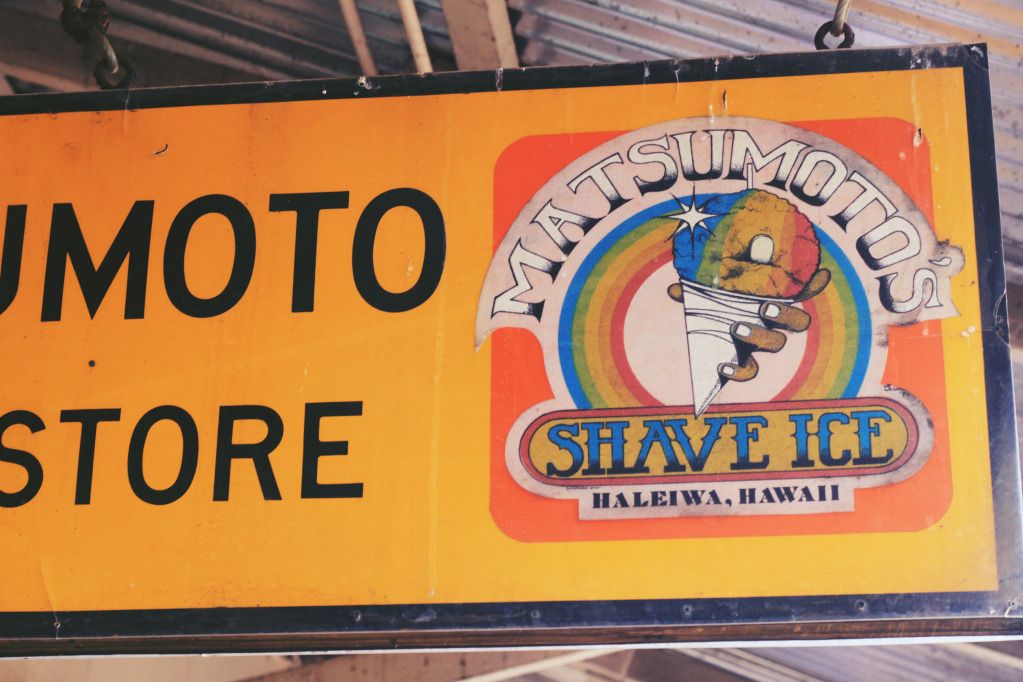 UMOTO
STORE
MATSUMOTO'S
SHAVE ICE
HALEIWA, HAWAII